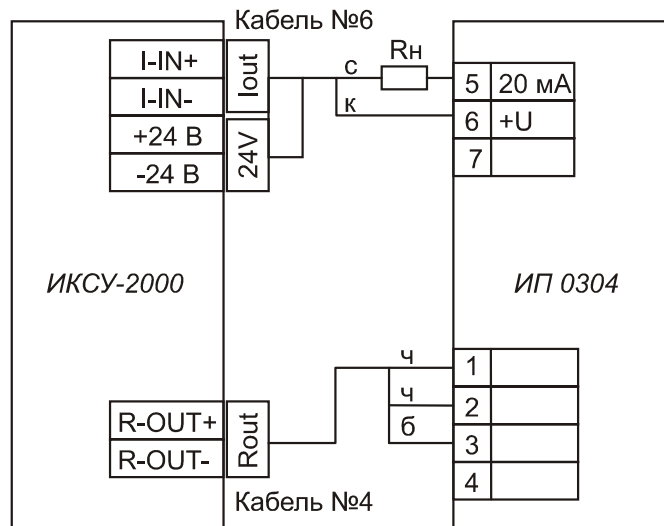 Кабель №6
I-IN+
I-IN-
+24 В
-24 В
Iout
24V
с
Rн
к
5 20 мА
6 +U
7
ИКСУ-2000
ИП 0304
ч
1
ч
2
б
3
4
R-OUT+
R-OUT-
Rout
Кабель №4